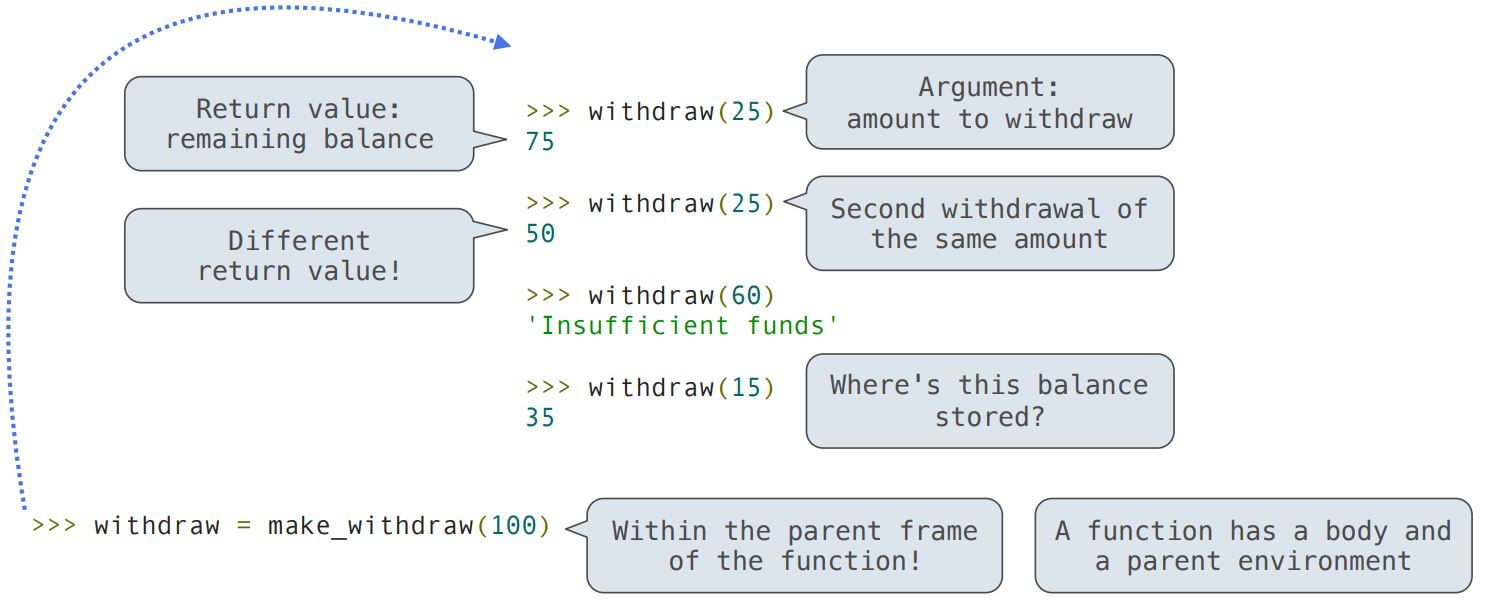 Return value:
remaining balance
>>> withdraw(25)
75
Argument:
amount to withdraw
Different
return value!
>>> withdraw(25)
50
Second withdrawal of
the same amount
>>> withdraw(60)
'Insufficient funds'
>>> withdraw(15)
35
Where's this balance
stored?
>>> withdraw = make_withdraw(100)
Within the parent frame
of the function!
A function has a body and
a parent environment